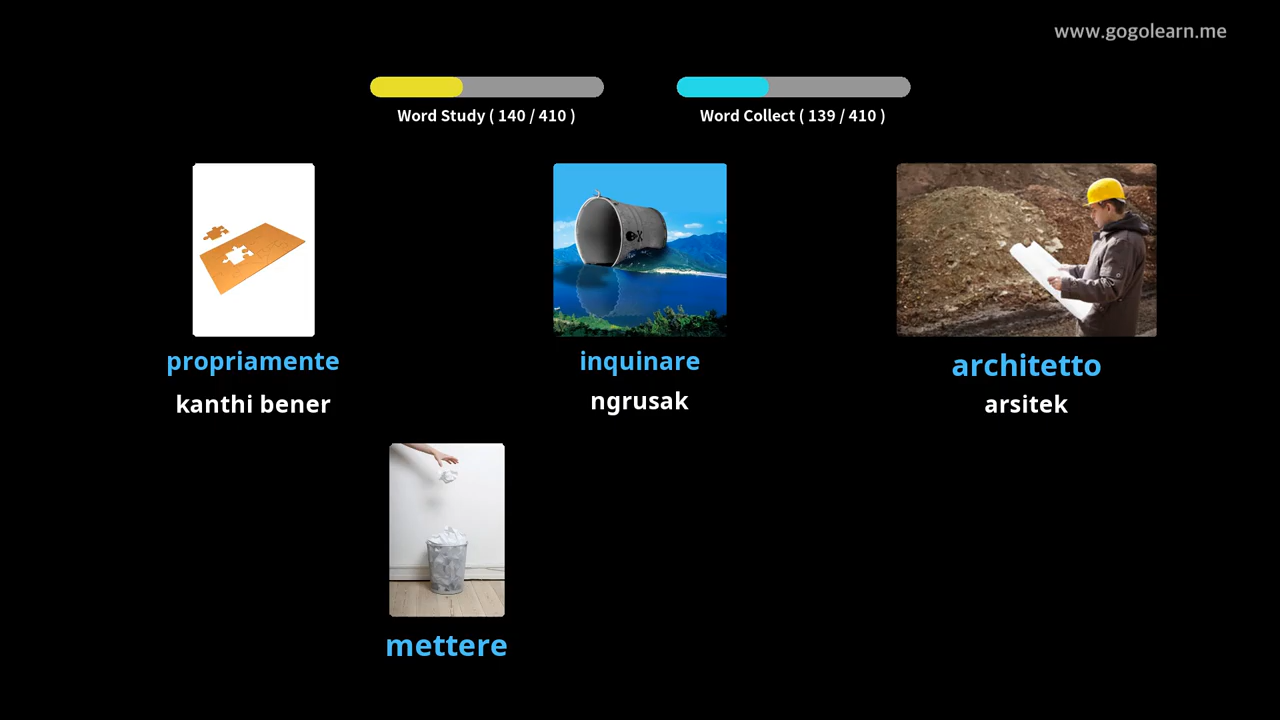 www.gogolearn.me
Word Study ( 140 / 410 )
Word Collect ( 139 / 410 )
propriamente
kanthi bener
inquinare
ngrusak
architetto
arsitek
mettere